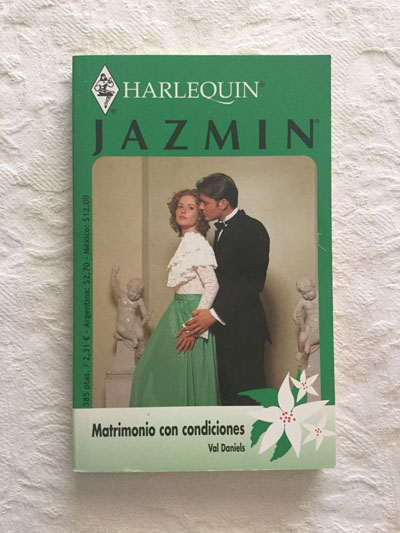 HARLEQUIN®
JAZMIN®
385 ptas. / 2,31 € - Argentina: $2,70 - México: $12.00
Matrimonio con condiciones
Val Daniels